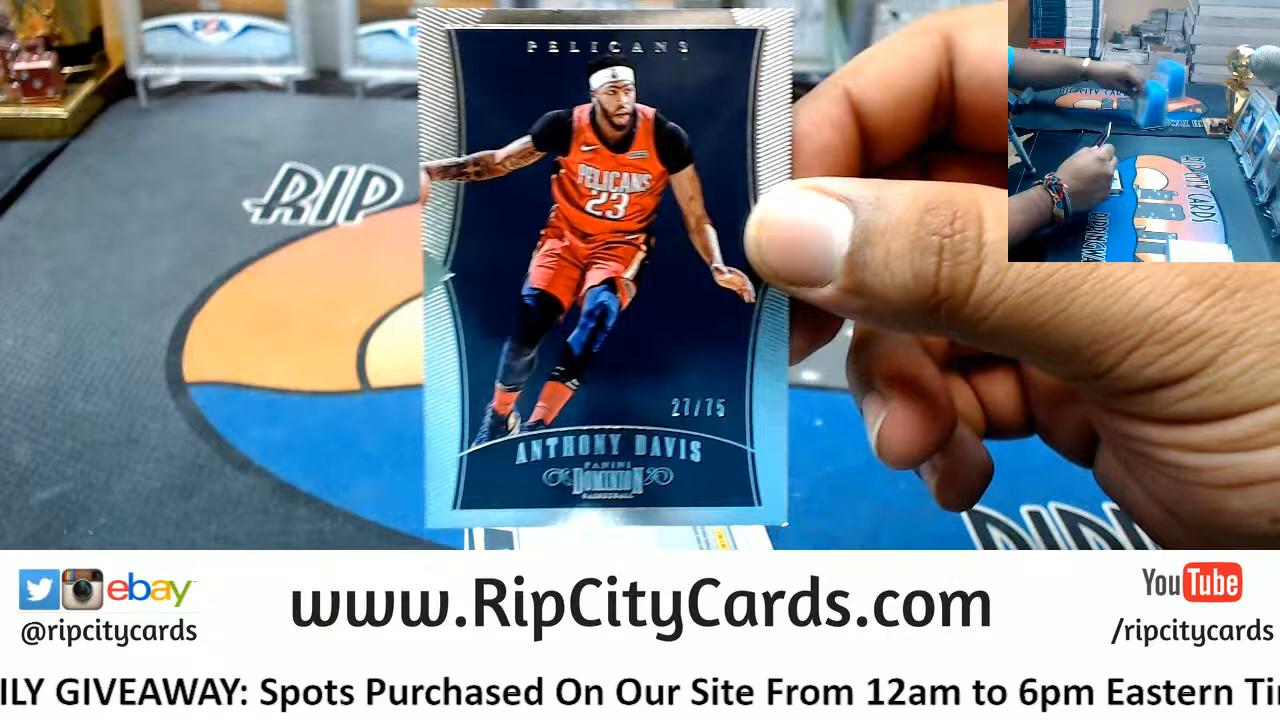 PELICANS
PELICANS
23
27/75
ANTHONY DAVIS
PANINI
DOMINION
BASKETBALL
RIP
ebay
@ripcitycards
www.RipCityCards.com
YouTube
/ripcitycards
ILY GIVEAWAY: Spots Purchased On Our Site From 12am to 6pm Eastern Ti